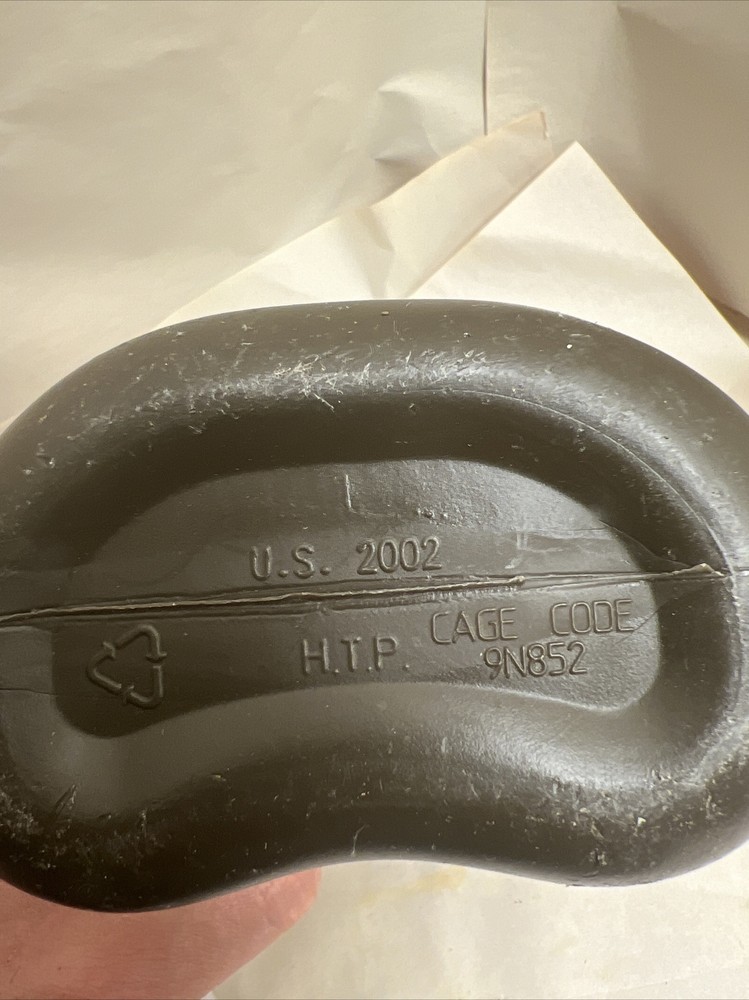 U.S. 2002
H.T.P.
CAGE CODE
9N852